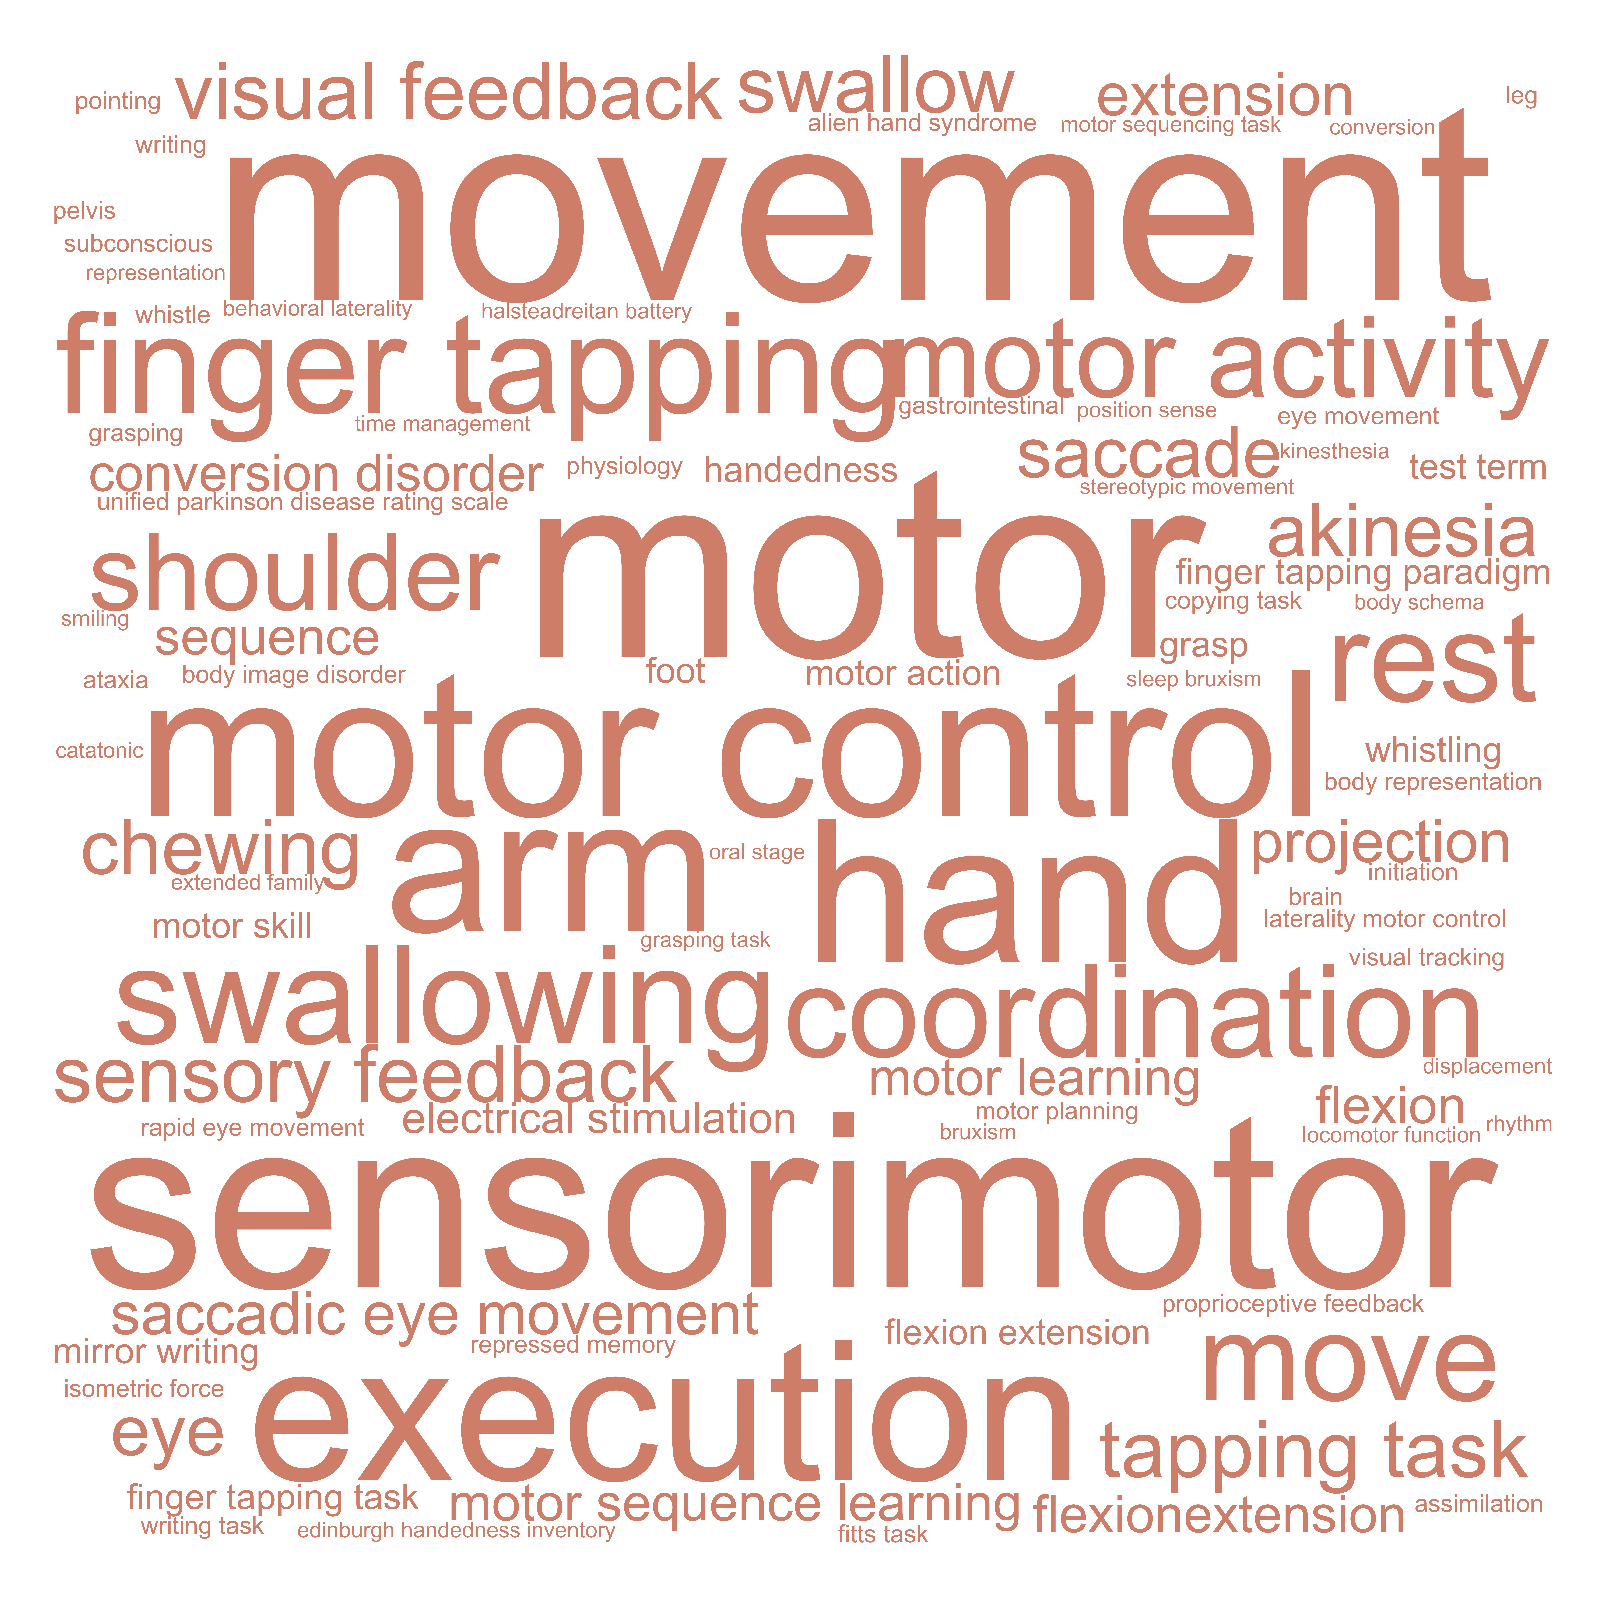 visual feedback
swallow
extension
leg
pointing
alien hand syndrome
motor sequencing task
conversion
writing
movement
pelvis
subconscious
representation
whistle
behavioral laterality
halsteadreitan battery
finger tapping
motor activity
gastrointestinal
position sense
eye movement
grasping
time management
saccade
kinesthesia
conversion disorder
physiology
handedness
test term
unified parkinson disease rating scale
stereotypic movement
motor
akinesia
shoulder
finger tapping paradigm
copying task
body schema
smiling
sequence
grasp
rest
ataxia
body image disorder
foot
motor action
sleep bruxism
motor control
catatonic
whistling
body representation
chewing
arm
oral stage
hand
projection
extended family
initiation
brain
motor skill
laterality motor control
grasping task
visual tracking
swallowing
coordination
sensory feedback
motor learning
displacement
electrical stimulation
motor planning
flexion
rapid eye movement
bruxism
locomotor function
rhythm
sensorimotor
saccadic eye movement
proprioceptive feedback
mirror writing
repressed memory
flexion extension
move
isometric force
execution
eye
tapping task
finger tapping task
motor sequence learning
flexionextension
assimilation
writing task
edinburgh handedness inventory
fitts task